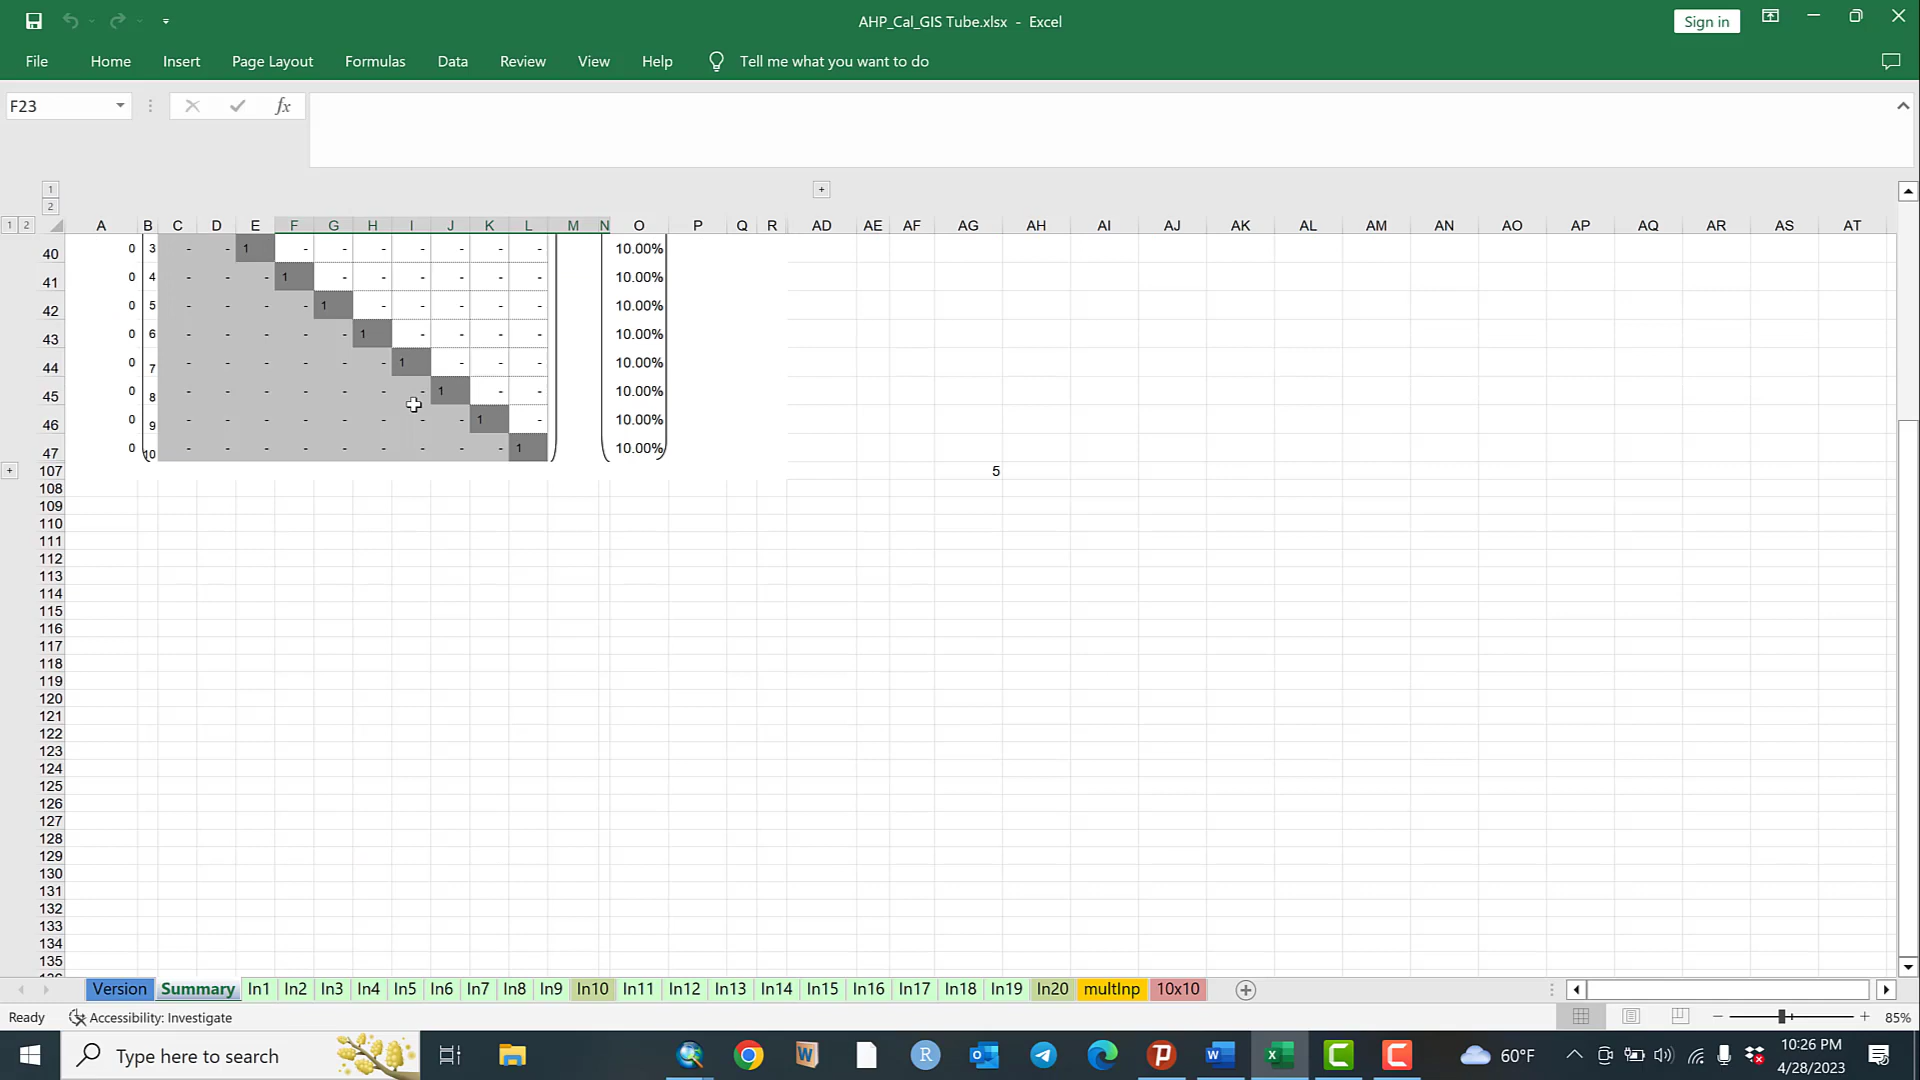 AHP_Cal_GIS Tube.xlsx - Excel
Sign in
File Home Insert Page Layout Formulas Data Review View Help Tell me what you want to do
F23 fx
1
2
+
1 2 A B C D E F G H I J K L M N O P Q R AD AE AF AG AH AI AJ AK AL AM AN AO AP AQ AR AS AT
40 0 3 - - 1 - - - - - - - 10.00%
41 0 4 - - - 1 - - - - - - 10.00%
42 0 5 - - - - 1 - - - - - 10.00%
43 0 6 - - - - - 1 - - - - 10.00%
44 0 7 - - - - - - 1 - - - 10.00%
45 0 8 - - - - - - - 1 - - 10.00%
46 0 9 - - - - - - - - 1 - 10.00%
47 0 10 - - - - - - - - - 1 10.00%
+ 107 5
108
109
110
111
112
113
114
115
116
117
118
119
120
121
122
123
124
125
126
127
128
129
130
131
132
133
134
135
Version Summary In1 In2 In3 In4 In5 In6 In7 In8 In9 In10 In11 In12 In13 In14 In15 In16 In17 In18 In19 In20 multInp 10x10
Ready Accessibility: Investigate 85%
Type here to search 60°F 10:26 PM
4/28/2023